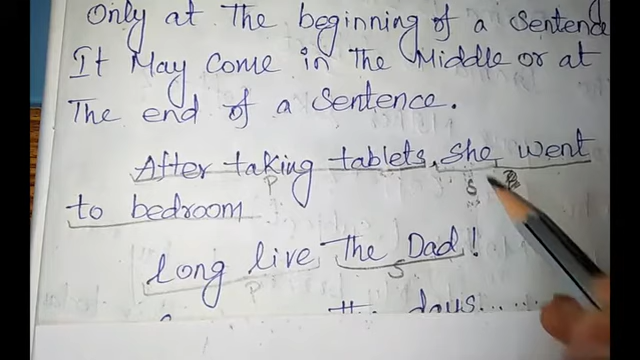 Only at The beginning of a Sentence
It May Come in The Middle or at
The end of a Sentence.
After taking tablets, she went
P S P
to bedroom
long live The Dad!
P S
days......